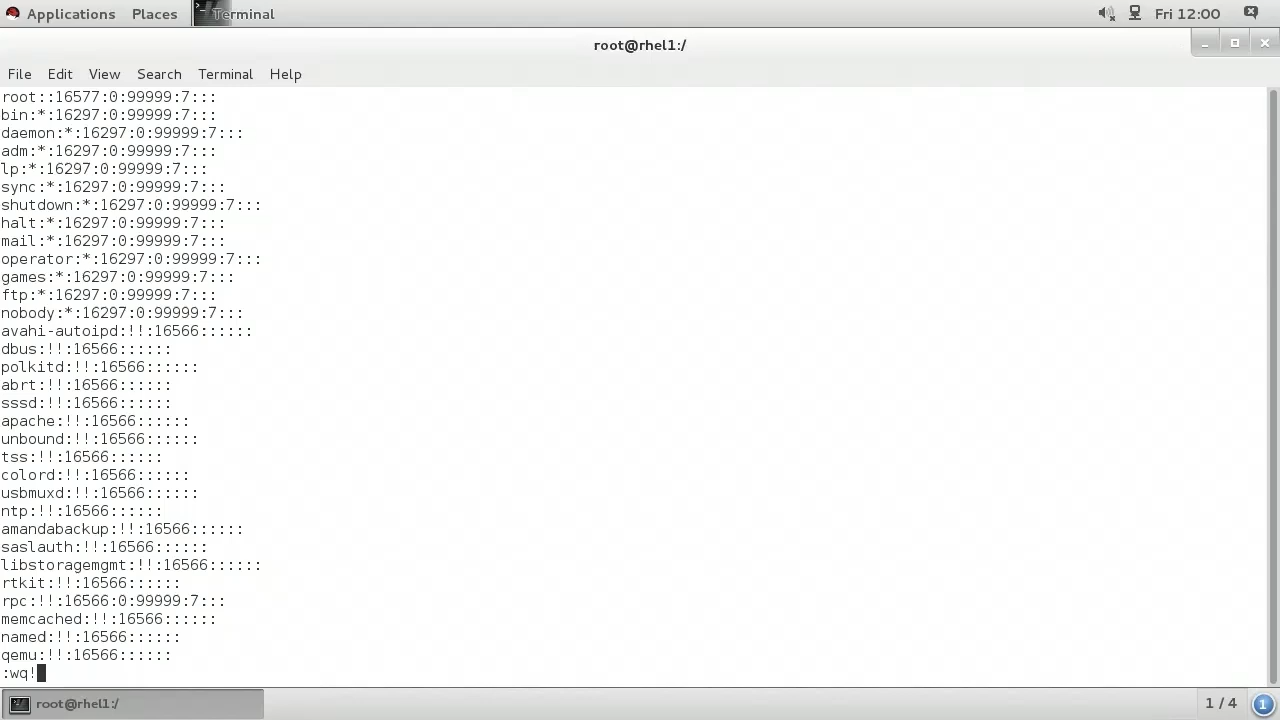 Applications Places Terminal Fri 12:00
root@rhel1:/
File Edit View Search Terminal Help
root::16577:0:99999:7:::
bin:*:16297:0:99999:7:::
daemon:*:16297:0:99999:7:::
adm:*:16297:0:99999:7:::
lp:*:16297:0:99999:7:::
sync:*:16297:0:99999:7:::
shutdown:*:16297:0:99999:7:::
halt:*:16297:0:99999:7:::
mail:*:16297:0:99999:7:::
operator:*:16297:0:99999:7:::
games:*:16297:0:99999:7:::
ftp:*:16297:0:99999:7:::
nobody:*:16297:0:99999:7:::
avahi-autoipd:!!:16566::::::
dbus:!!:16566::::::
polkitd:!!:16566::::::
abrt:!!:16566::::::
sssd:!!:16566::::::
apache:!!:16566::::::
unbound:!!:16566::::::
tss:!!:16566::::::
colord:!!:16566::::::
usbmuxd:!!:16566::::::
ntp:!!:16566::::::
amandabackup:!!:16566::::::
saslauth:!!:16566::::::
libstoragemgmt:!!:16566::::::
rtkit:!!:16566::::::
rpc:!!:16566:0:99999:7:::
memcached:!!:16566::::::
named:!!:16566::::::
qemu:!!:16566::::::
:wq!
root@rhel1:/ 1 / 4 1